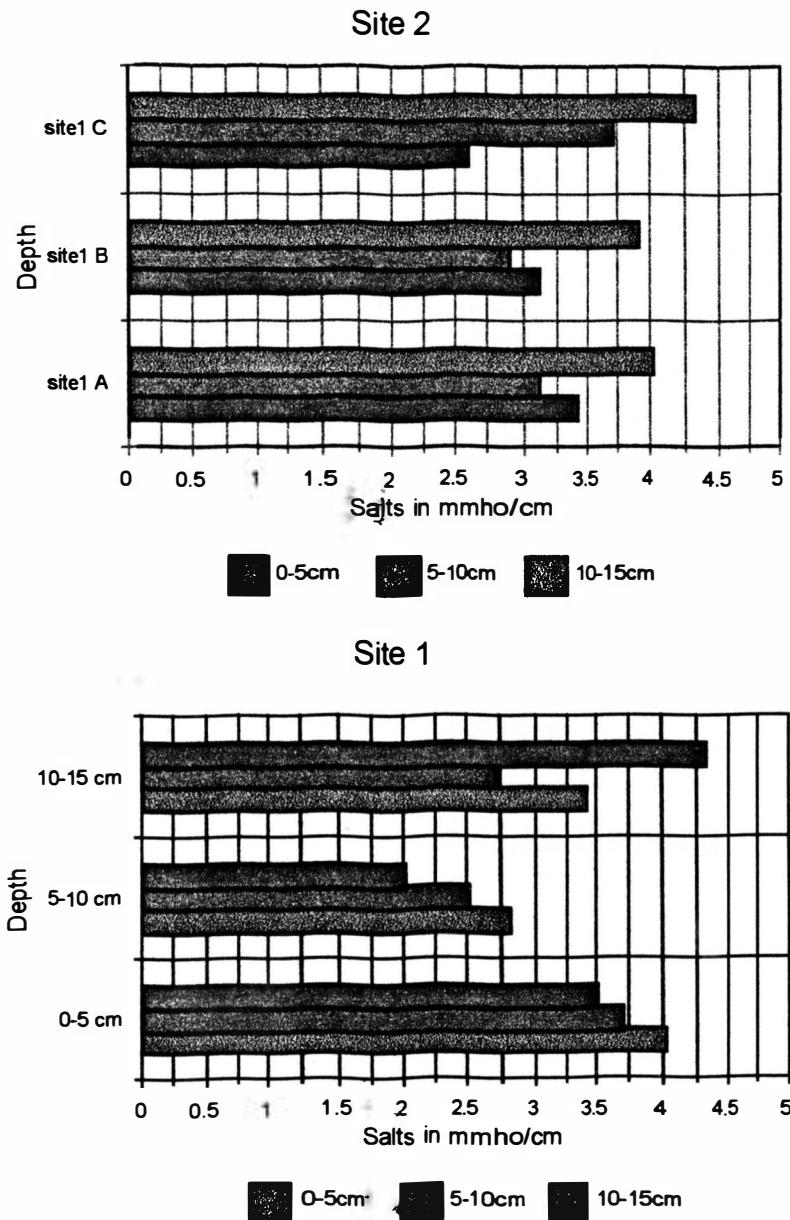 Site 2
site1 C
site1 B
site1 A
Depth
0 0.5 1 1.5 2 2.5 3 3.5 4 4.5 5
Salts in mmho/cm
0-5cm 5-10cm 10-15cm
Site 1
10-15 cm
5-10 cm
0-5 cm
Depth
0 0.5 1 1.5 2 2.5 3 3.5 4 4.5 5
Salts in mmho/cm
0-5cm 5-10cm 10-15cm